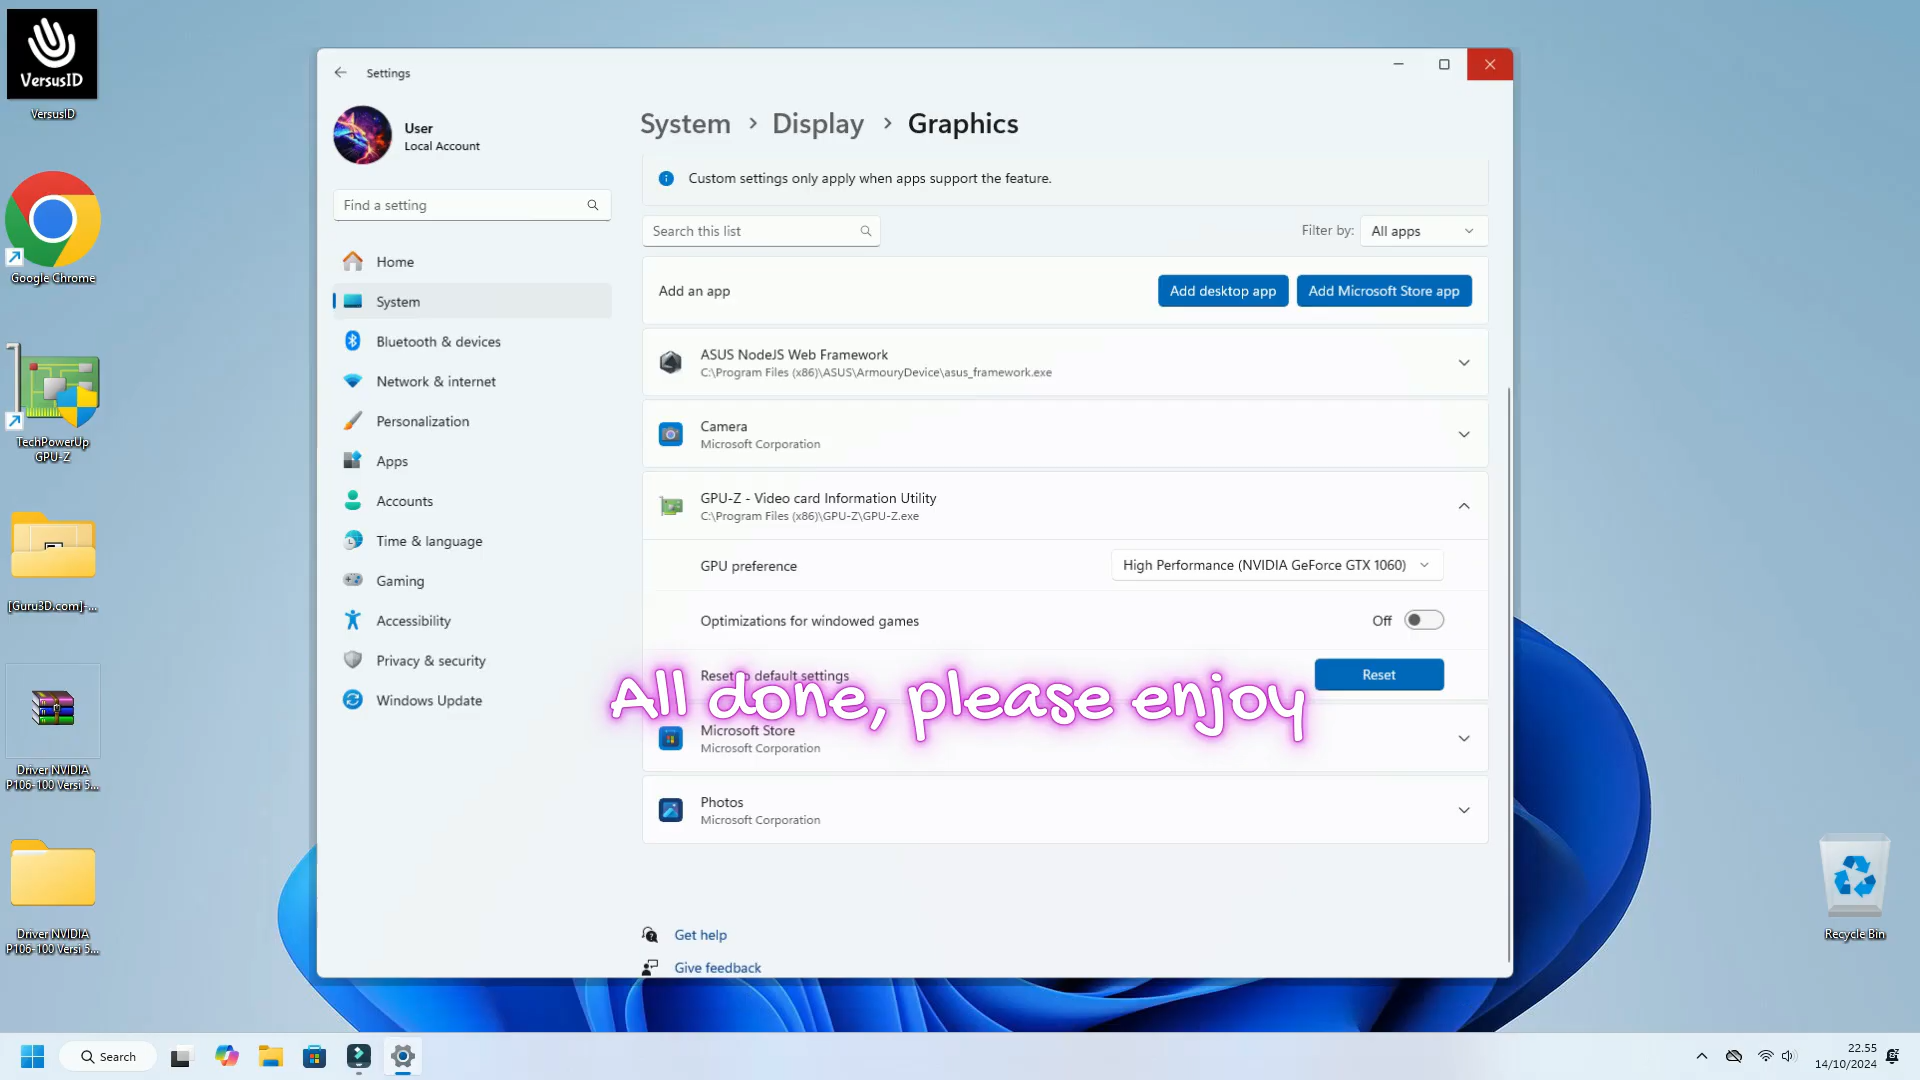 VersusID
VersusID
Google Chrome
TechPowerUp
GPU-Z
[Guru3D.com]-...
Driver NVIDIA
P106-100 Versi 5...
Driver NVIDIA
P106-100 Versi 5...
Settings
User
Local Account
Find a setting
Home
System
Bluetooth & devices
Network & internet
Personalization
Apps
Accounts
Time & language
Gaming
Accessibility
Privacy & security
Windows Update
System > Display > Graphics
Custom settings only apply when apps support the feature.
Search this list
Filter by: All apps
Add an app
Add desktop app
Add Microsoft Store app
ASUS NodeJS Web Framework
C:\Program Files (x86)\ASUS\ArmouryDevice\asus_framework.exe
Camera
Microsoft Corporation
GPU-Z - Video card Information Utility
C:\Program Files (x86)\GPU-Z\GPU-Z.exe
GPU preference
High Performance (NVIDIA GeForce GTX 1060)
Optimizations for windowed games
Off
Reset to default settings
Reset
All done, please enjoy
Microsoft Store
Microsoft Corporation
Photos
Microsoft Corporation
Get help
Give feedback
Recycle Bin
Search
22.55
14/10/2024